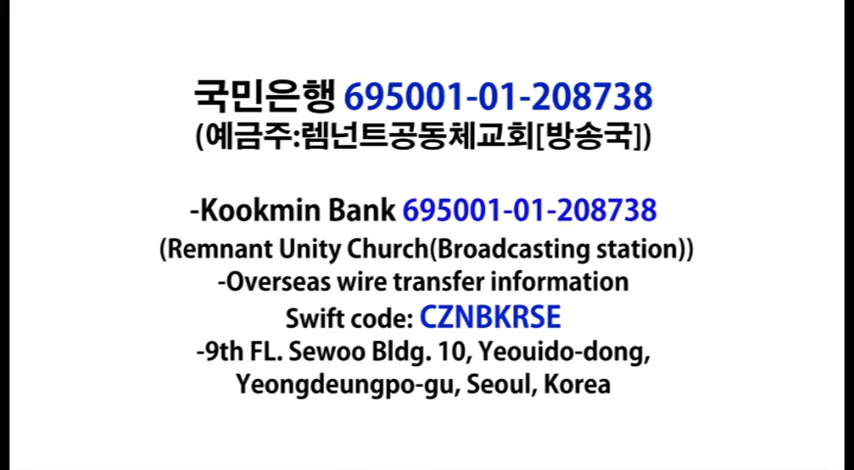 국민은행 695001-01-208738
(예금주:렘넌트공동체교회[방송국])
-Kookmin Bank 695001-01-208738
(Remnant Unity Church(Broadcasting station))
-Overseas wire transfer information
Swift code: CZNBKRSE
-9th FL. Sewoo Bldg. 10, Yeouido-dong,
Yeongdeungpo-gu, Seoul, Korea